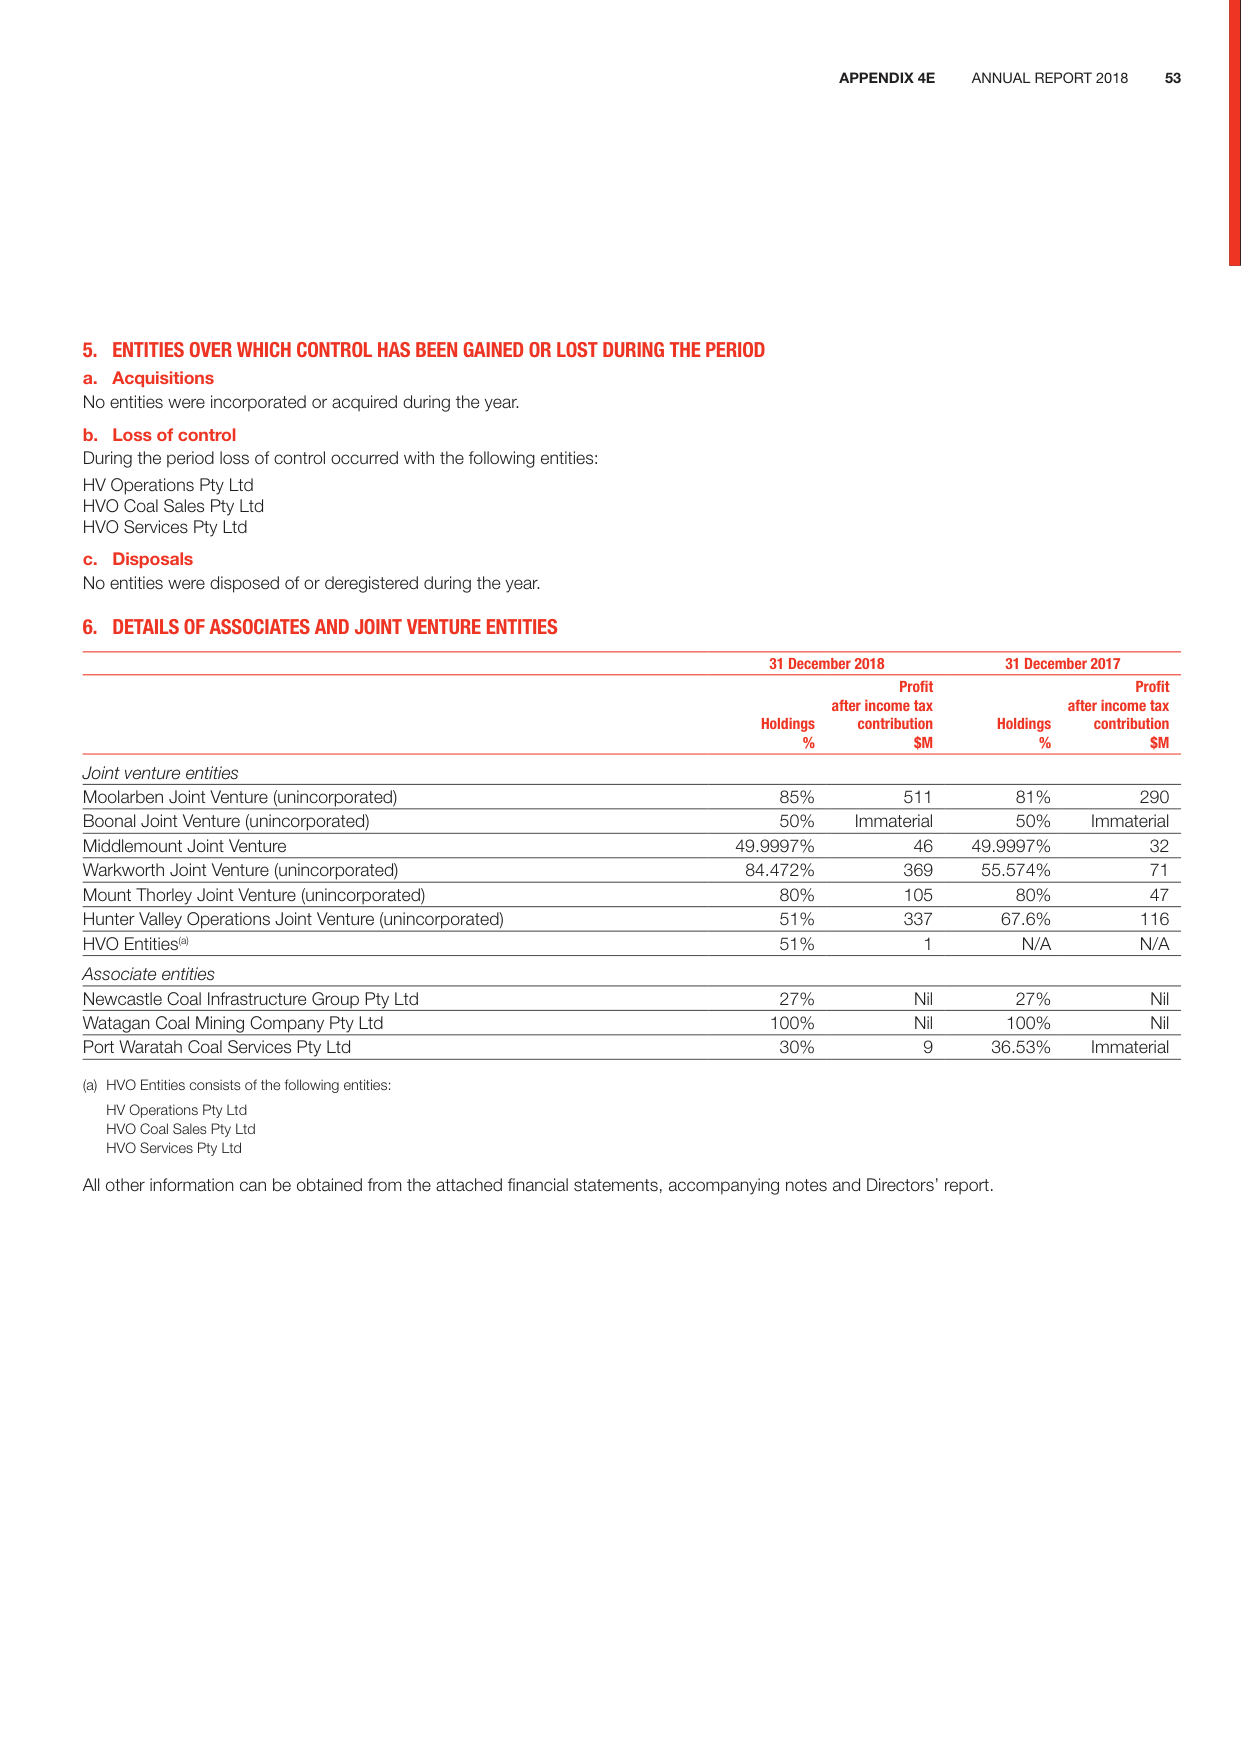 APPENDIX 4E ANNUAL REPORT 2018 53
5. ENTITIES OVER WHICH CONTROL HAS BEEN GAINED OR LOST DURING THE PERIOD
a. Acquisitions
No entities were incorporated or acquired during the year.
b. Loss of control
During the period loss of control occurred with the following entities:
HV Operations Pty Ltd
HVO Coal Sales Pty Ltd
HVO Services Pty Ltd
c. Disposals
No entities were disposed of or deregistered during the year.
6. DETAILS OF ASSOCIATES AND JOINT VENTURE ENTITIES
31 December 2018 31 December 2017
Profit Profit
after income tax after income tax
Holdings contribution Holdings contribution
% $M % $M
Joint venture entities
Moolarben Joint Venture (unincorporated) 85% 511 81% 290
Boonal Joint Venture (unincorporated) 50% Immaterial 50% Immaterial
Middlemount Joint Venture 49.9997% 46 49.9997% 32
Warkworth Joint Venture (unincorporated) 84.472% 369 55.574% 71
Mount Thorley Joint Venture (unincorporated) 80% 105 80% 47
Hunter Valley Operations Joint Venture (unincorporated) 51% 337 67.6% 116
HVO Entities(a) 51% 1 N/A N/A
Associate entities
Newcastle Coal Infrastructure Group Pty Ltd 27% Nil 27% Nil
Watagan Coal Mining Company Pty Ltd 100% Nil 100% Nil
Port Waratah Coal Services Pty Ltd 30% 9 36.53% Immaterial
(a) HVO Entities consists of the following entities:
HV Operations Pty Ltd
HVO Coal Sales Pty Ltd
HVO Services Pty Ltd
All other information can be obtained from the attached financial statements, accompanying notes and Directors’ report.